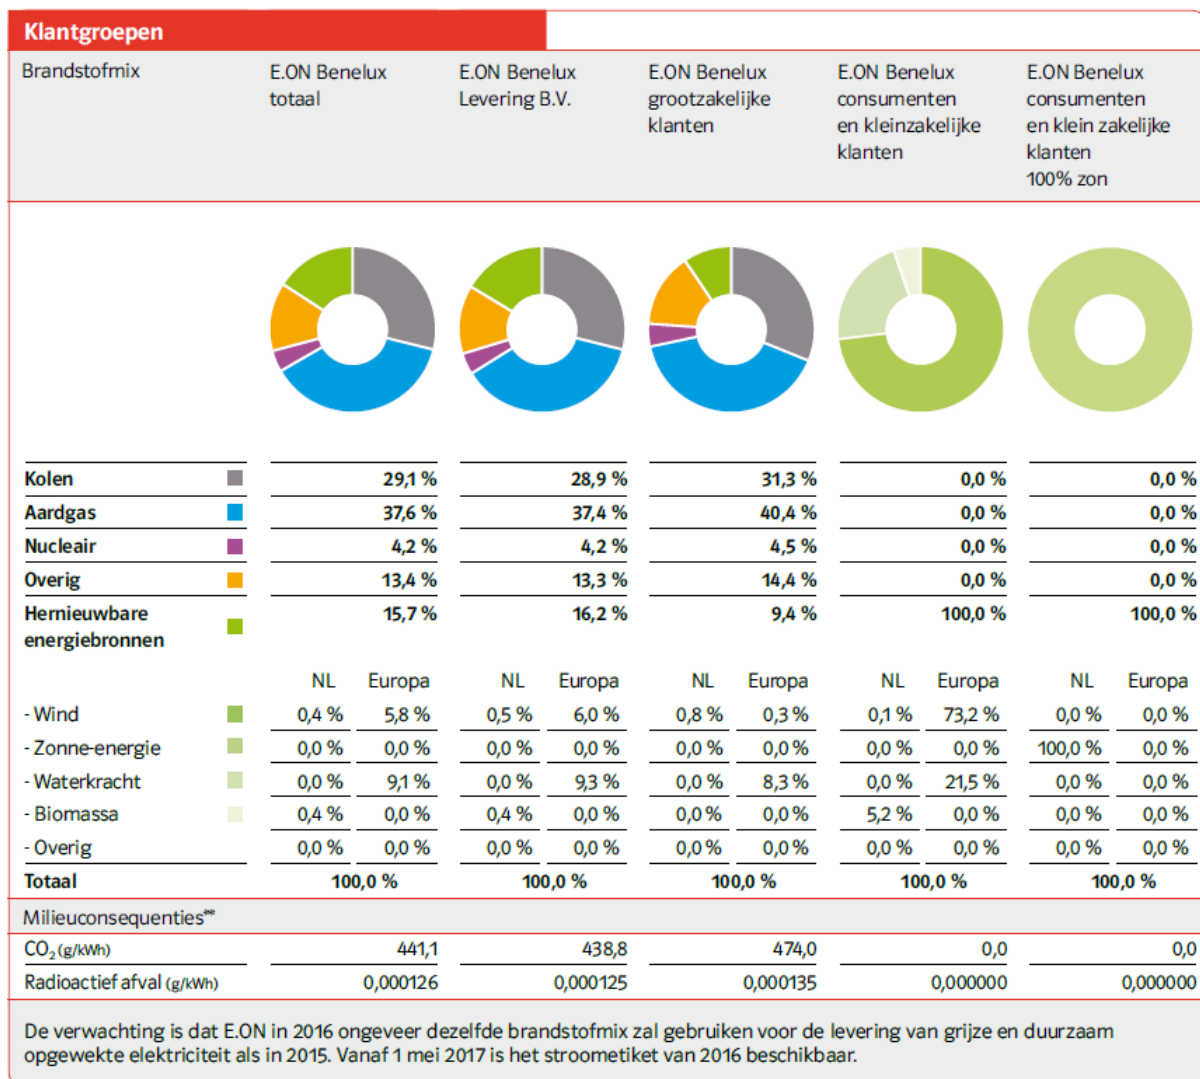 Klantgroepen
Brandstofmix
E.ON Benelux
totaal
E.ON Benelux
Levering B.V.
E.ON Benelux
grootzakelijke
klanten
E.ON Benelux
consumenten
en kleinzakelijke
klanten
E.ON Benelux
consumenten
en klein zakelijke
klanten
100% zon
Kolen 29,1 % 28,9 % 31,3 % 0,0 % 0,0 %
Aardgas 37,6 % 37,4 % 40,4 % 0,0 % 0,0 %
Nucleair 4,2 % 4,2 % 4,5 % 0,0 % 0,0 %
Overig 13,4 % 13,3 % 14,4 % 0,0 % 0,0 %
Hernieuwbare 15,7 % 16,2 % 9,4 % 100,0 % 100,0 %
energiebronnen
NL Europa NL Europa NL Europa NL Europa NL Europa
- Wind 0,4 % 5,8 % 0,5 % 6,0 % 0,8 % 0,3 % 0,1 % 73,2 % 0,0 % 0,0 %
- Zonne-energie 0,0 % 0,0 % 0,0 % 0,0 % 0,0 % 0,0 % 0,0 % 0,0 % 100,0 % 0,0 %
- Waterkracht 0,0 % 9,1 % 0,0 % 9,3 % 0,0 % 8,3 % 0,0 % 21,5 % 0,0 % 0,0 %
- Biomassa 0,4 % 0,0 % 0,4 % 0,0 % 0,0 % 0,0 % 5,2 % 0,0 % 0,0 % 0,0 %
- Overig 0,0 % 0,0 % 0,0 % 0,0 % 0,0 % 0,0 % 0,0 % 0,0 % 0,0 % 0,0 %
Totaal 100,0 % 100,0 % 100,0 % 100,0 % 100,0 %
Milieuconsequenties**
CO₂ (g/kWh) 441,1 438,8 474,0 0,0 0,0
Radioactief afval (g/kWh) 0,000126 0,000125 0,000135 0,000000 0,000000
De verwachting is dat E.ON in 2016 ongeveer dezelfde brandstofmix zal gebruiken voor de levering van grijze en duurzaam
opgewekte elektriciteit als in 2015. Vanaf 1 mei 2017 is het stroometiket van 2016 beschikbaar.